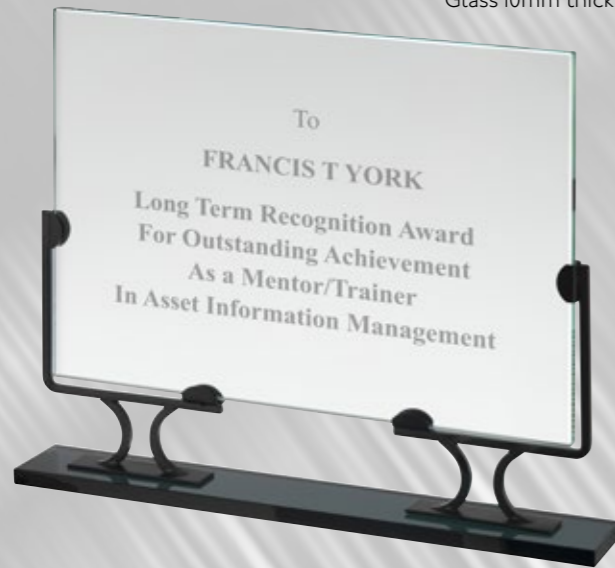 Glass 10mm thick
To
FRANCIS T YORK
Long Term Recognition Award
For Outstanding Achievement
As a Mentor/Trainer
In Asset Information Management